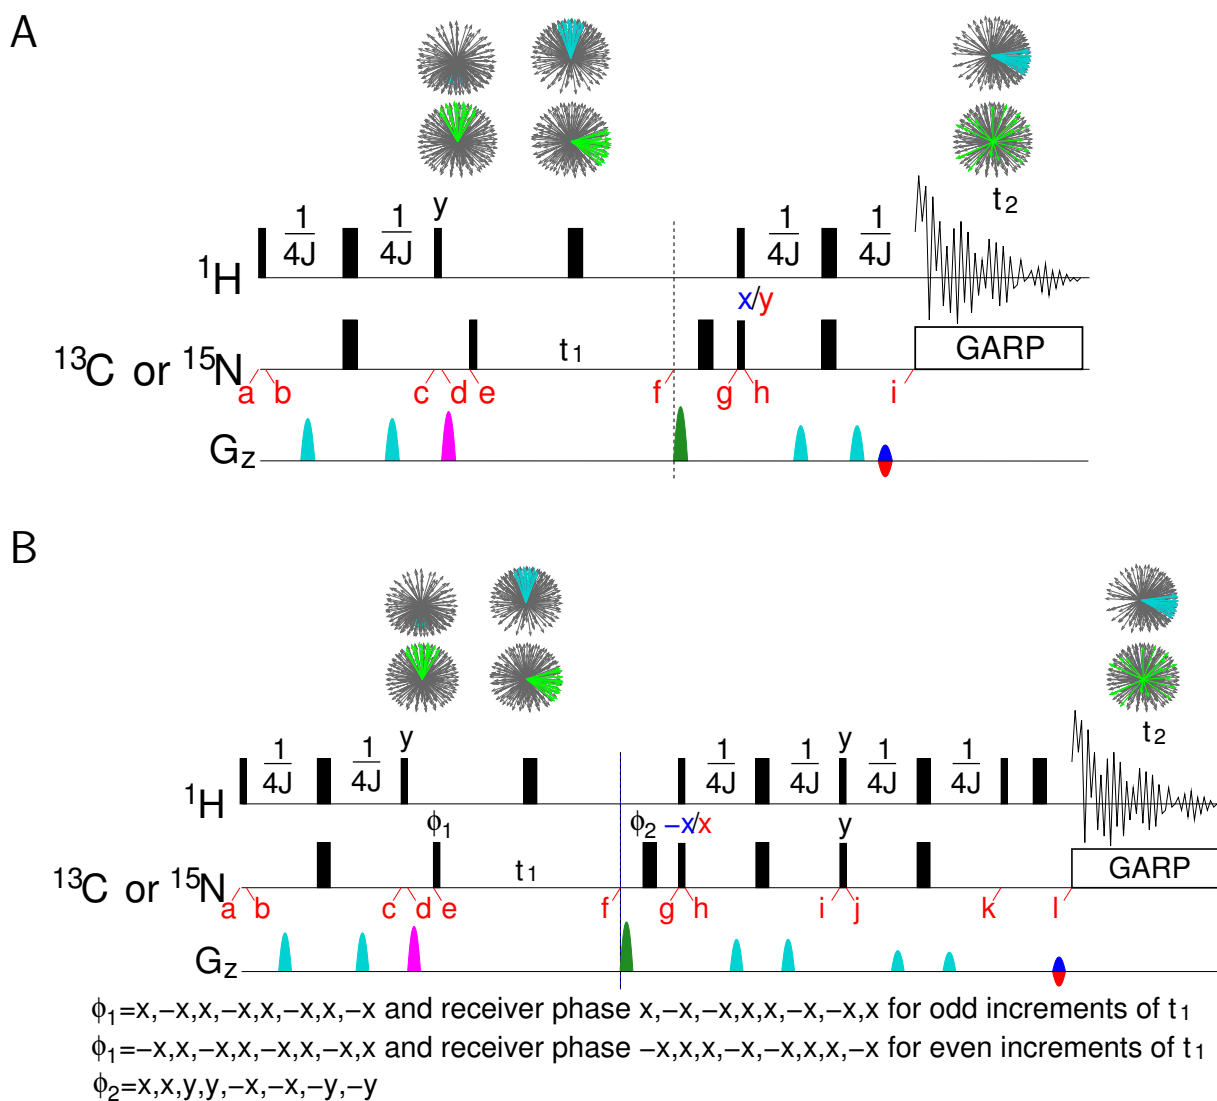 A
t2
1 1 y
4J 4J
1 1
4J 4J
1H
x/y
13C or 15N
t1
GARP
a b c d e f g h i
Gz
B
t2
1 1 y
4J 4J
1 1 y 1 1
4J 4J 4J 4J
1H
ϕ1 ϕ2 −x/x y
13C or 15N
t1
GARP
a b c d e f g h i j k l
Gz
ϕ1=x,−x,x,−x,x,−x,x,−x and receiver phase x,−x,−x,x,x,−x,−x,x for odd increments of t1
ϕ1=−x,x,−x,x,−x,x,−x,x and receiver phase −x,x,x,−x,−x,x,x,−x for even increments of t1
ϕ2=x,x,y,y,−x,−x,−y,−y